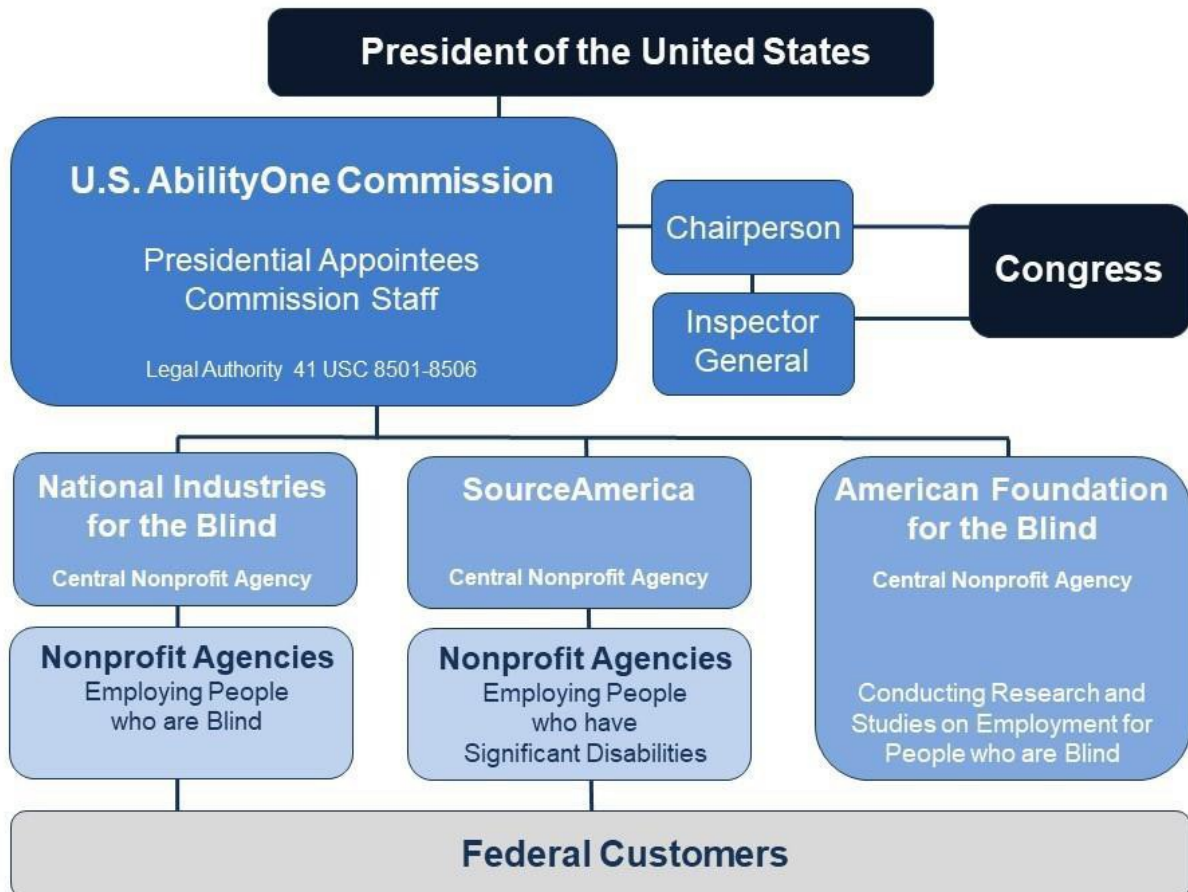 President of the United States
U.S. AbilityOne Commission
Presidential Appointees
Commission Staff
Legal Authority 41 USC 8501-8506
Chairperson
Inspector
General
Congress
National Industries
for the Blind
Central Nonprofit Agency
SourceAmerica
Central Nonprofit Agency
American Foundation
for the Blind
Central Nonprofit Agency
Conducting Research and
Studies on Employment for
People who are Blind
Nonprofit Agencies
Employing People
who are Blind
Nonprofit Agencies
Employing People
who have
Significant Disabilities
Federal Customers